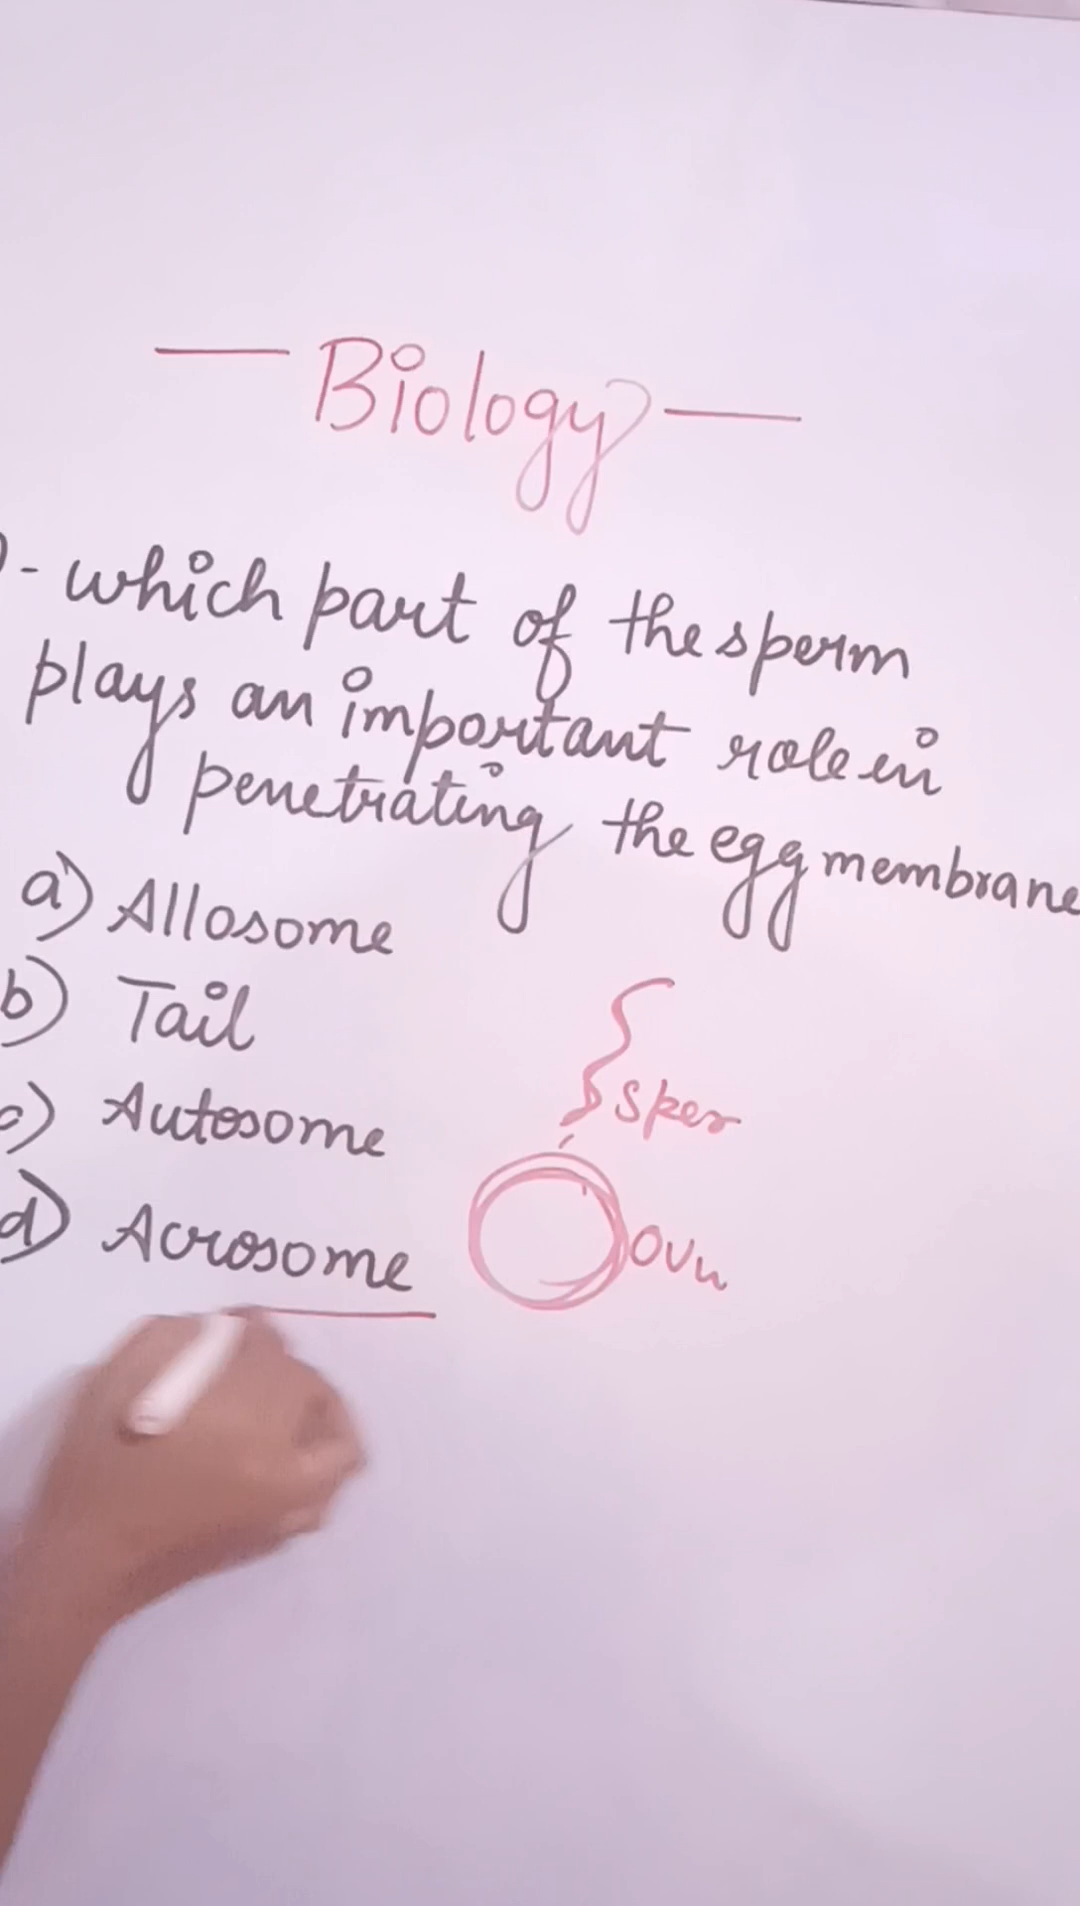 — Biology —
- which part of the sperm
plays an important role in
penetrating the egg membrane
a) Allosome
b) Tail
c) Autosome
d) Acrosome
sper
ovu